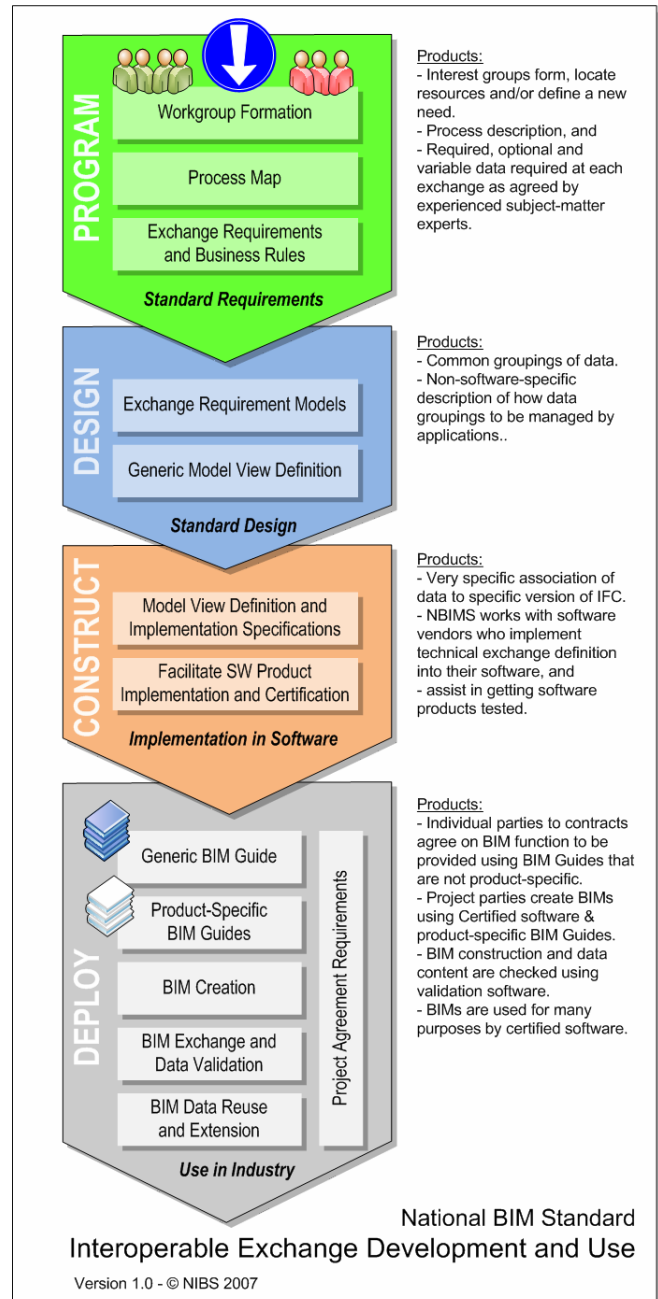 PROGRAM
Workgroup Formation
Process Map
Exchange Requirements
and Business Rules
Standard Requirements
Products:
- Interest groups form, locate
resources and/or define a new
need.
- Process description, and
- Required, optional and
variable data required at each
exchange as agreed by
experienced subject-matter
experts.
DESIGN
Exchange Requirement Models
Generic Model View Definition
Standard Design
Products:
- Common groupings of data.
- Non-software-specific
description of how data
groupings to be managed by
applications..
CONSTRUCT
Model View Definition and
Implementation Specifications
Facilitate SW Product
Implementation and Certification
Implementation in Software
Products:
- Very specific association of
data to specific version of IFC.
- NBIMS works with software
vendors who implement
technical exchange definition
into their software, and
- assist in getting software
products tested.
DEPLOY
Generic BIM Guide
Product-Specific
BIM Guides
BIM Creation
BIM Exchange and
Data Validation
BIM Data Reuse
and Extension
Project Agreement Requirements
Use in Industry
Products:
- Individual parties to contracts
agree on BIM function to be
provided using BIM Guides that
are not product-specific.
- Project parties create BIMs
using Certified software &
product-specific BIM Guides.
- BIM construction and data
content are checked using
validation software.
- BIMs are used for many
purposes by certified software.
National BIM Standard
Interoperable Exchange Development and Use
Version 1.0 - © NIBS 2007